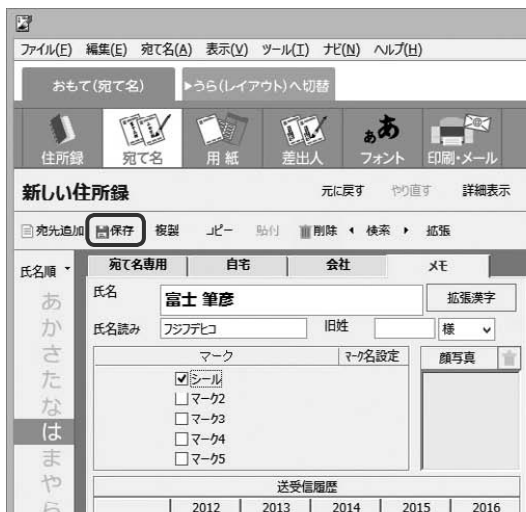 ファイル(F) 編集(E) 宛て名(A) 表示(V) ツール(T) ナビ(N) ヘルプ(H)
おもて(宛て名) ▶うら(レイアウト)へ切替
住所録 宛て名 用紙 差出人 フォント 印刷・メール
新しい住所録 元に戻す やり直す 詳細表示
宛先追加 保存 複製 コピー 貼付 削除 検索 拡張
氏名順 宛て名専用 自宅 会社 メモ
氏名 富士 筆彦 拡張漢字
氏名読み フジフデヒコ 旧姓 様
マーク マーク名設定 顔写真
シール
マーク2
マーク3
マーク4
マーク5
送受信履歴
2012 2013 2014 2015 2016
あ
か
さ
た
な
は
ま
や
ら